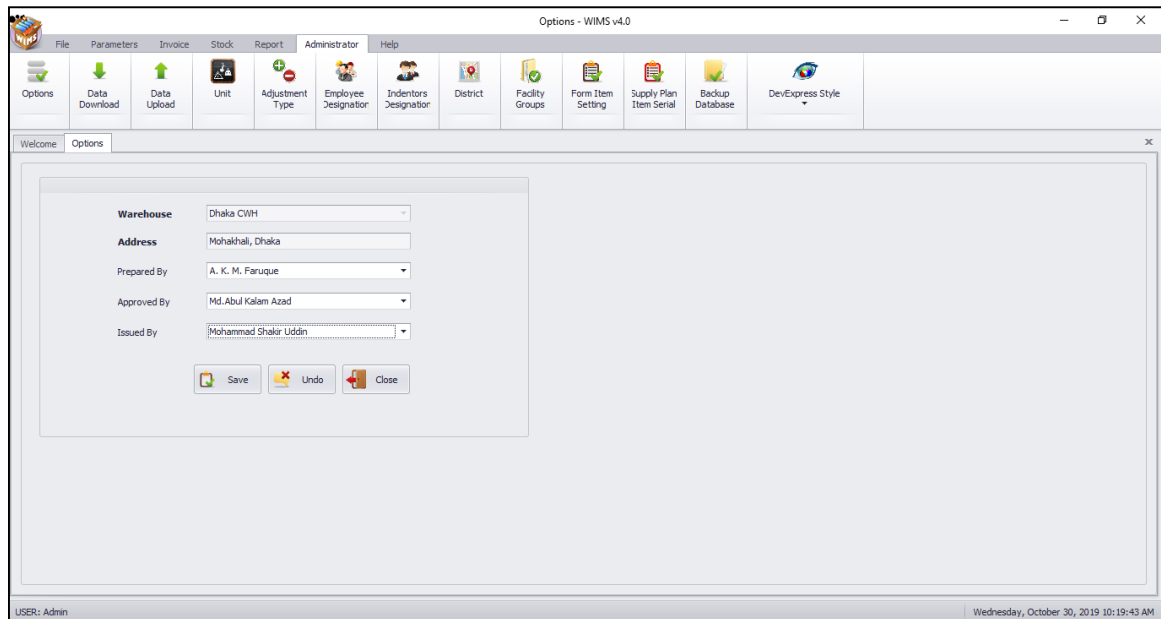 Options - WIMS v4.0
WIMS
File Parameters Invoice Stock Report Administrator Help
Options
Data Download
Data Upload
Unit
Adjustment Type
Employee Designation
Indentors Designation
District
Facility Groups
Form Item Setting
Supply Plan Item Serial
Backup Database
DevExpress Style
Welcome Options
Warehouse Dhaka CWH
Address Mohakhali, Dhaka
Prepared By A. K. M. Faruque
Approved By Md.Abul Kalam Azad
Issued By Mohammad Shakir Uddin
Save Undo Close
USER: Admin Wednesday, October 30, 2019 10:19:43 AM